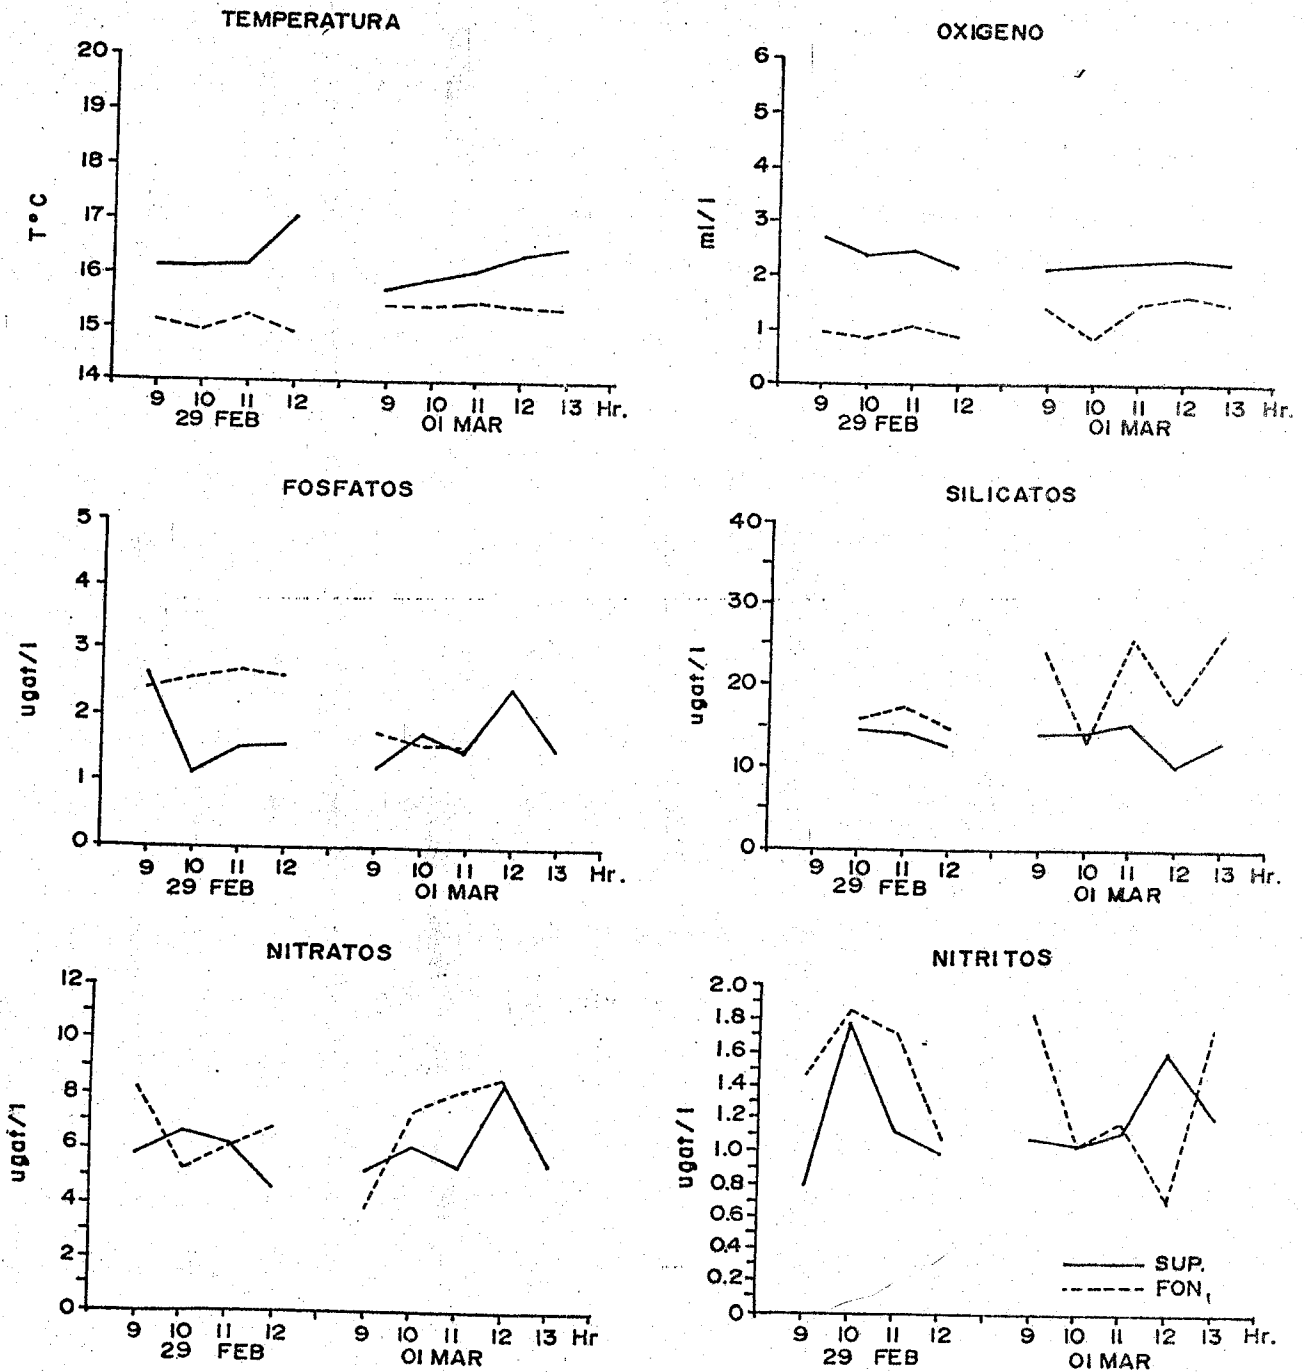 TEMPERATURA
20
19
18
17
16
15
14
T°C
9 10 11 12 9 10 11 12 13 Hr.
29 FEB 01 MAR
OXIGENO
6
5
4
3
2
1
0
ml/l
9 10 11 12 9 10 11 12 13 Hr.
29 FEB 01 MAR
FOSFATOS
5
4
3
2
1
0
ugat/l
9 10 11 12 9 10 11 12 13 Hr.
29 FEB 01 MAR
SILICATOS
40
30
20
10
0
ugat/l
9 10 11 12 9 10 11 12 13 Hr.
29 FEB 01 MAR
NITRATOS
12
10
8
6
4
2
0
ugat/l
9 10 11 12 9 10 11 12 13 Hr.
29 FEB 01 MAR
NITRITOS
2.0
1.8
1.6
1.4
1.2
1.0
0.8
0.6
0.4
0.2
0
ugat/l
SUP.
FON,
9 10 11 12 9 10 11 12 13 Hr.
29 FEB 01 MAR